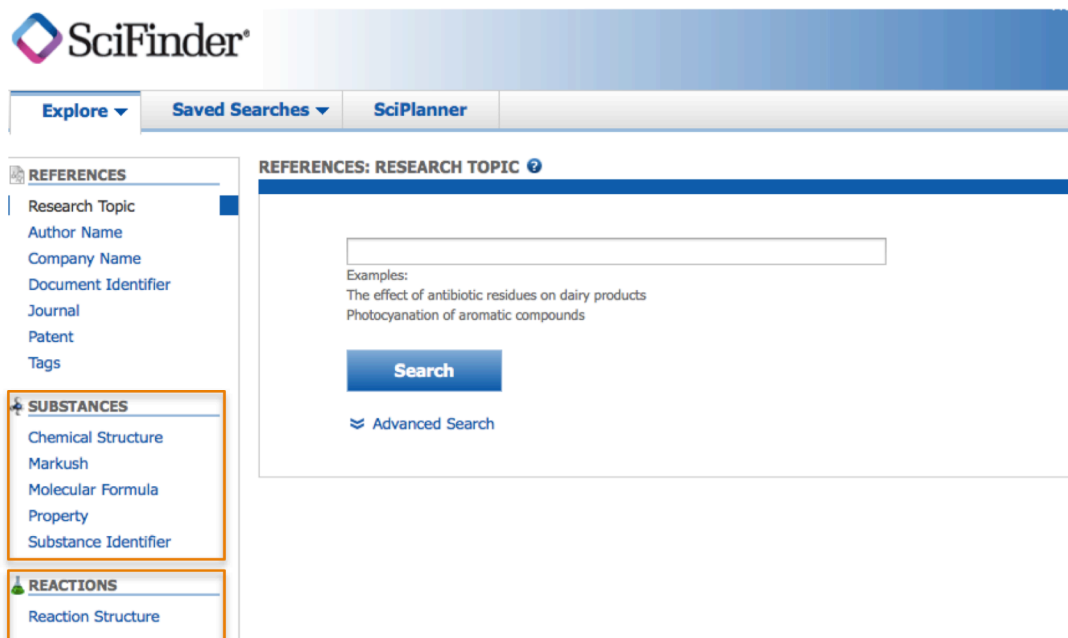 SciFinder®
Explore
Saved Searches
SciPlanner
REFERENCES
Research Topic
Author Name
Company Name
Document Identifier
Journal
Patent
Tags
SUBSTANCES
Chemical Structure
Markush
Molecular Formula
Property
Substance Identifier
REACTIONS
Reaction Structure
REFERENCES: RESEARCH TOPIC ?
Examples:
The effect of antibiotic residues on dairy products
Photocyanation of aromatic compounds
Search
Advanced Search